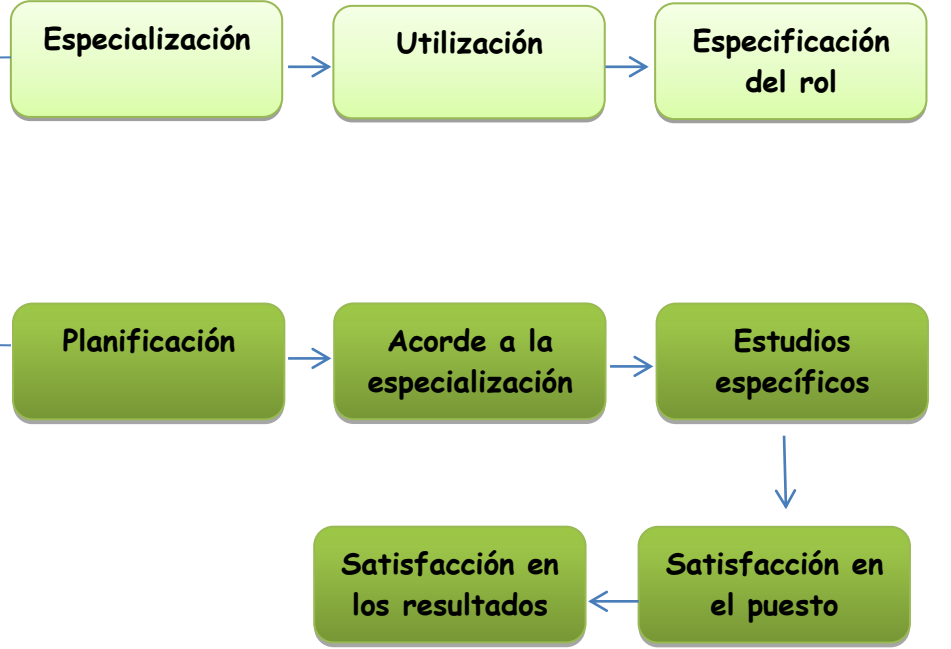 Especialización
Utilización
Especificación
del rol
Planificación
Acorde a la
especialización
Estudios
específicos
Satisfacción en
los resultados
Satisfacción en
el puesto